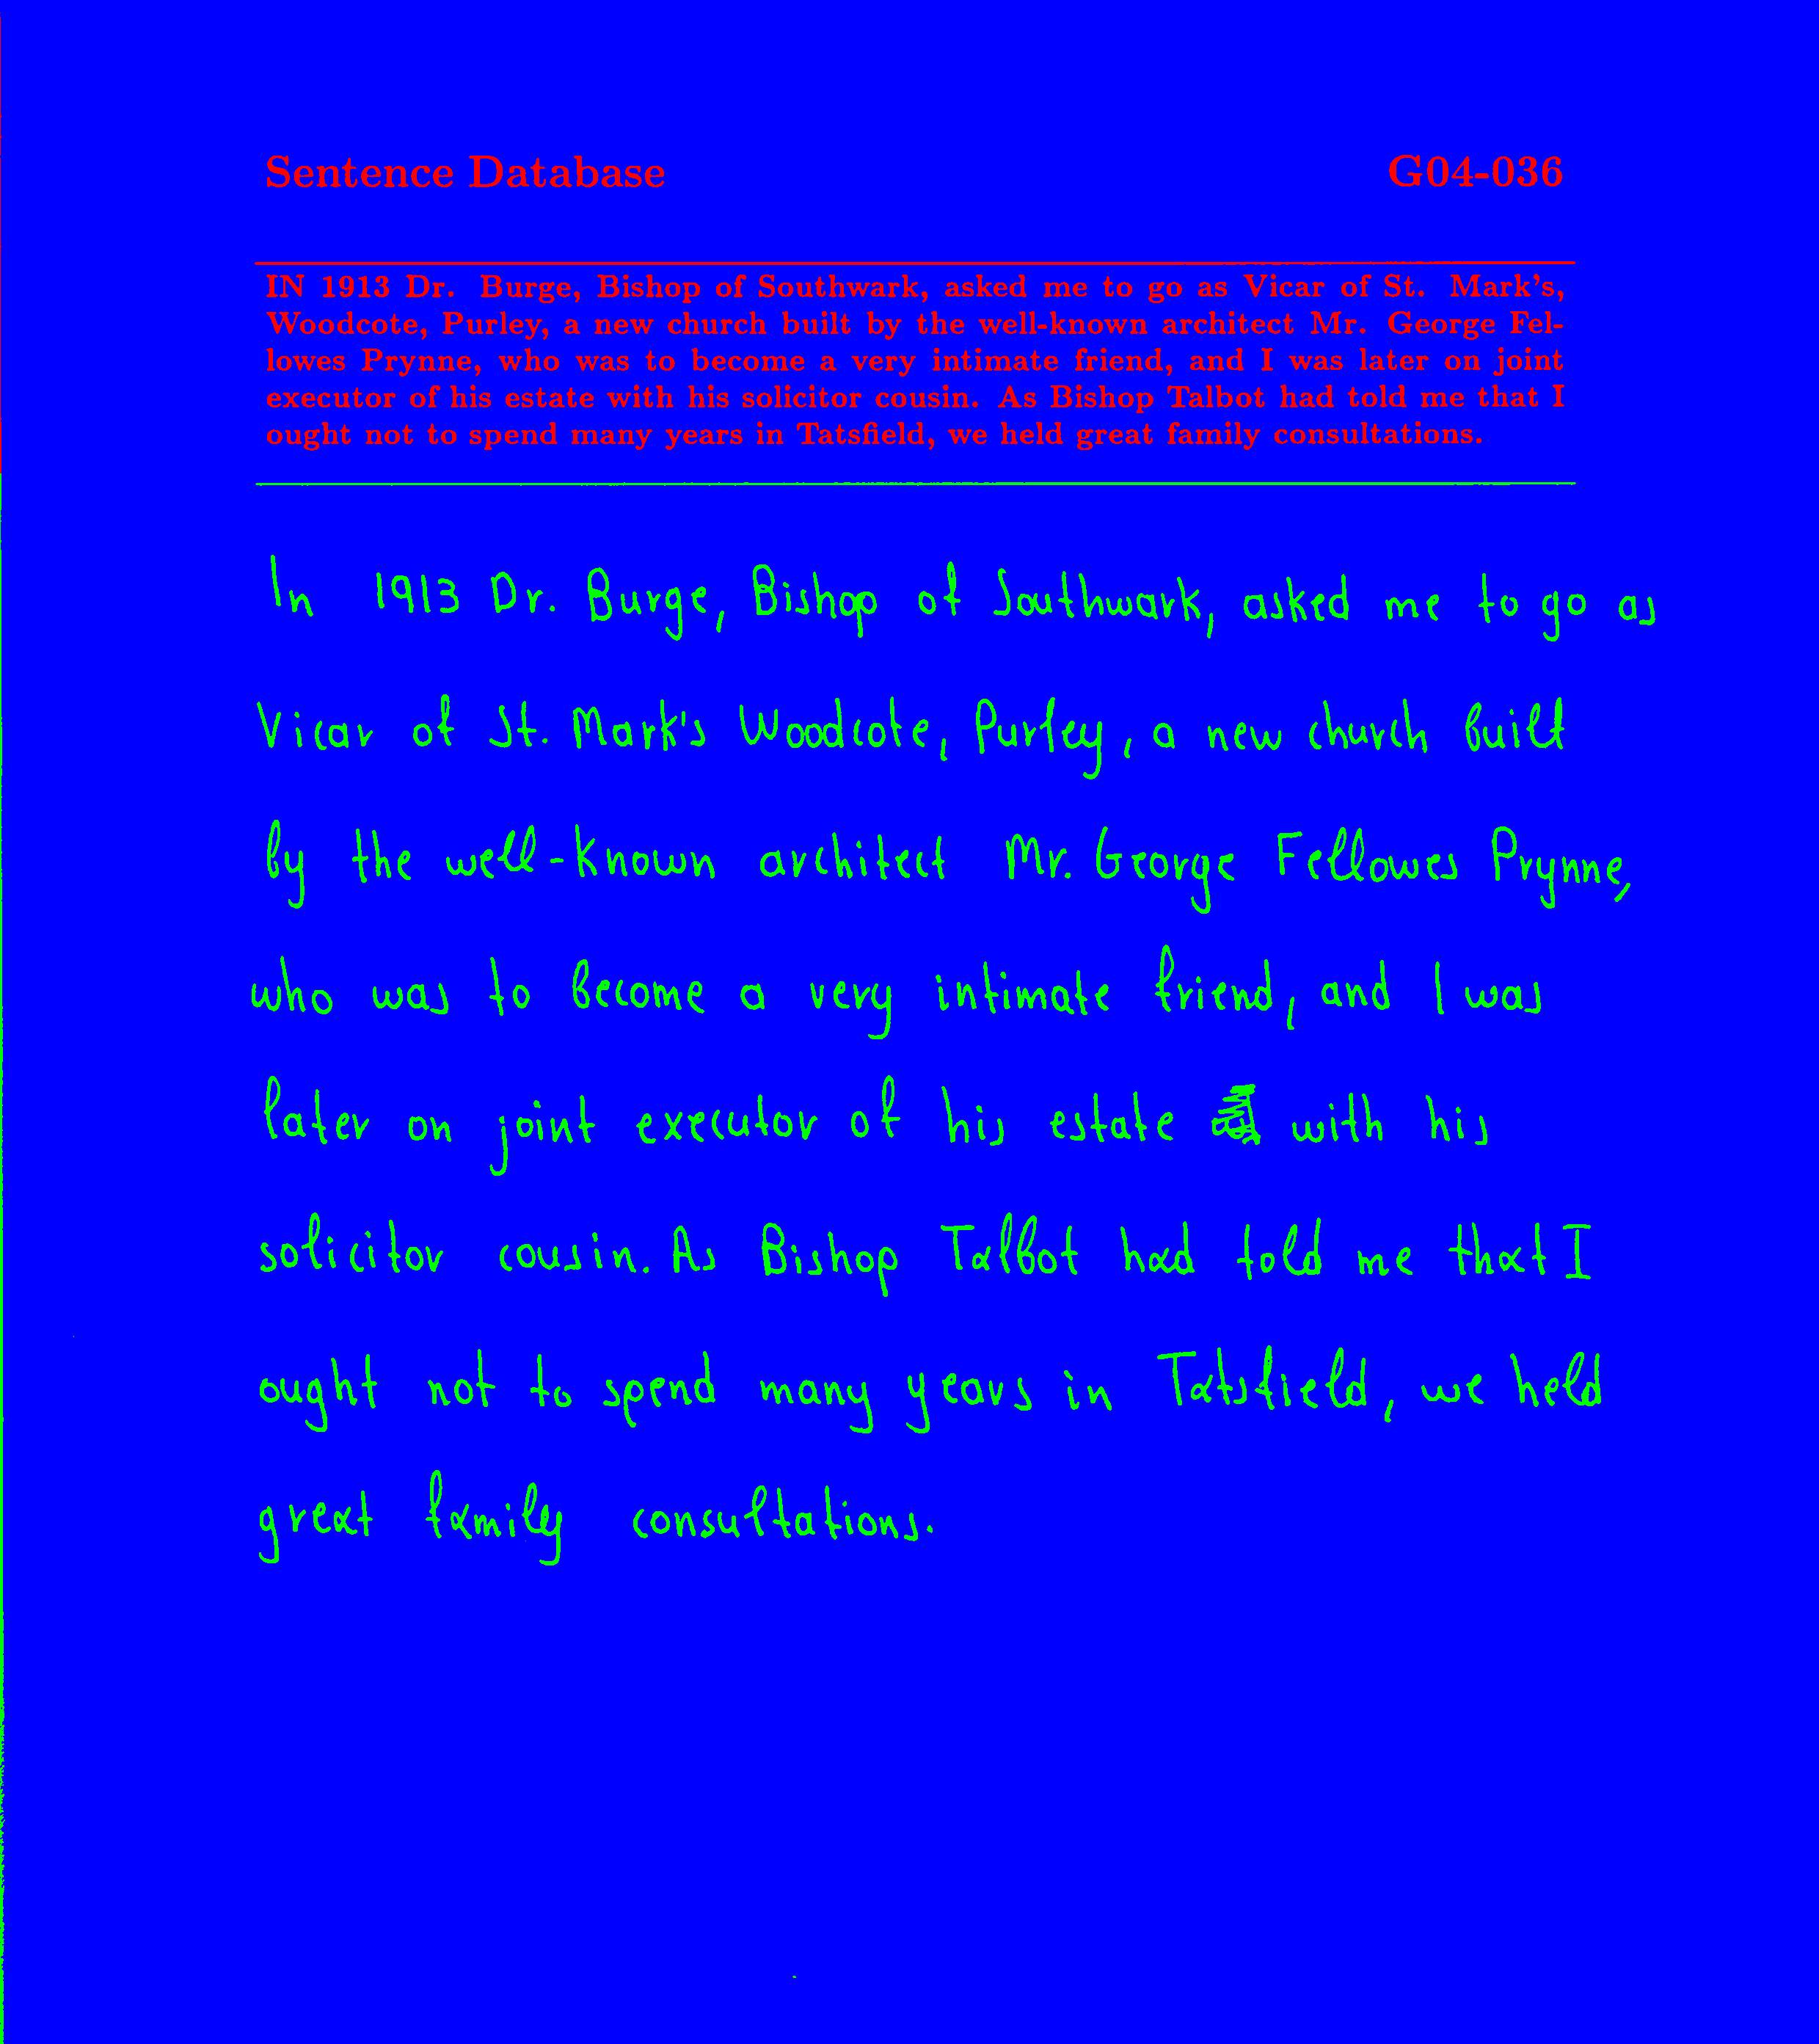 Sentence Database G04-036
IN 1913 Dr. Burge, Bishop of Southwark, asked me to go as Vicar of St. Mark's,
Woodcote, Purley, a new church built by the well-known architect Mr. George Fel-
lowes Prynne, who was to become a very intimate friend, and I was later on joint
executor of his estate with his solicitor cousin. As Bishop Talbot had told me that I
ought not to spend many years in Tatsfield, we held great family consultations.
In 1913 Dr. Burge, Bishop of Southwark, asked me to go as
Vicar of St. Mark's Woodcote, Purley, a new church built
by the well-known architect Mr. George Fellowes Prynne,
who was to become a very intimate friend, and I was
later on joint executor of his estate with his
solicitor cousin. As Bishop Talbot had told me that I
ought not to spend many years in Tatsfield, we held
great family consultations.